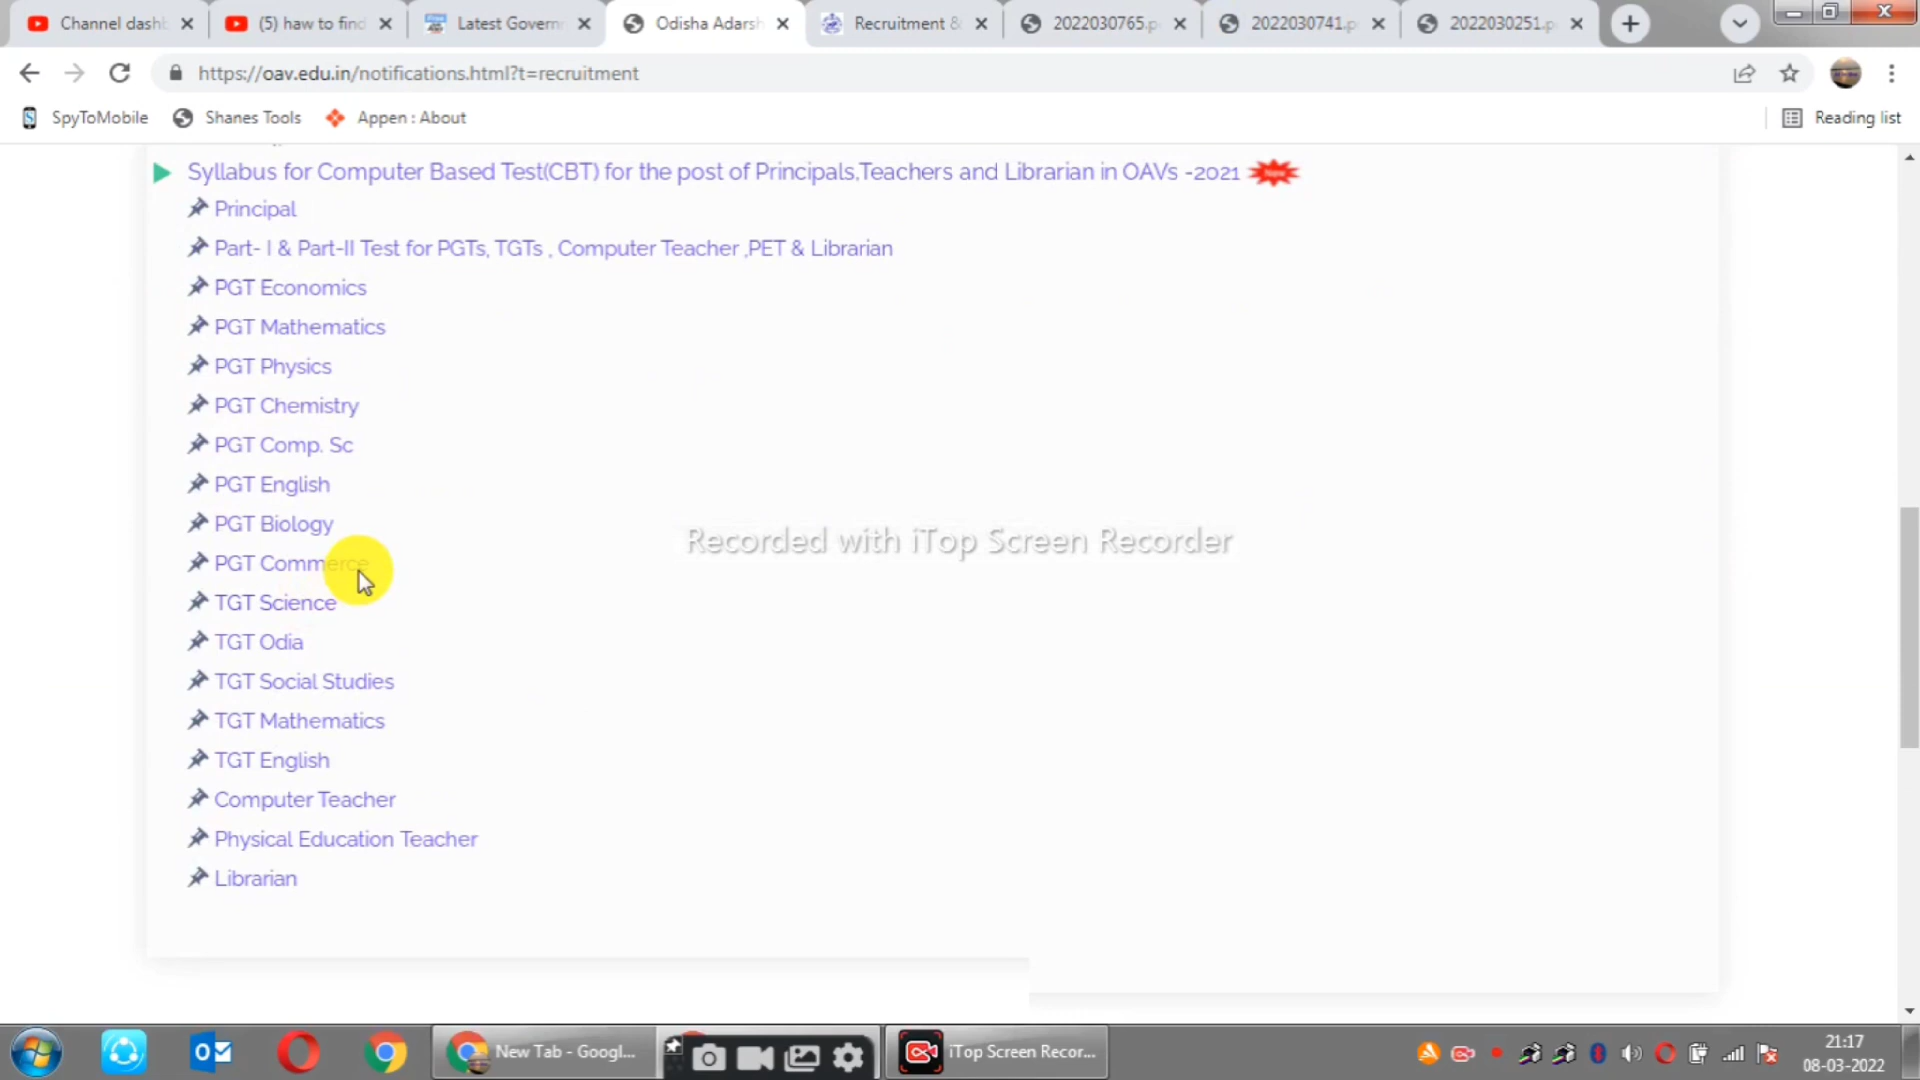 Channel dashb
(5) haw to find
Latest Governm
Odisha Adarsh
Recruitment &
2022030765.p
2022030741.p
2022030251.p
https://oav.edu.in/notifications.html?t=recruitment
SpyToMobile
Shanes Tools
Appen : About
Reading list
Syllabus for Computer Based Test(CBT) for the post of Principals,Teachers and Librarian in OAVs -2021
Principal
Part- I & Part-II Test for PGTs, TGTs , Computer Teacher ,PET & Librarian
PGT Economics
PGT Mathematics
PGT Physics
PGT Chemistry
PGT Comp. Sc
PGT English
PGT Biology
Recorded with iTop Screen Recorder
PGT Commerce
TGT Science
TGT Odia
TGT Social Studies
TGT Mathematics
TGT English
Computer Teacher
Physical Education Teacher
Librarian
New Tab - Googl...
iTop Screen Recor...
21:17
08-03-2022